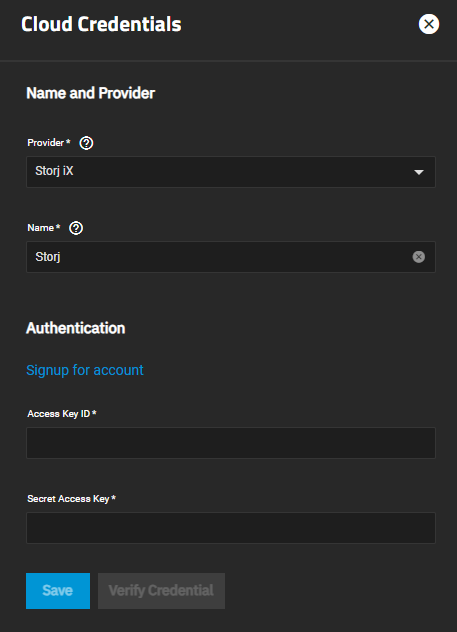 Cloud Credentials
Name and Provider
Provider *
Storj iX
Name *
Storj
Authentication
Signup for account
Access Key ID *
Secret Access Key *
Save Verify Credential